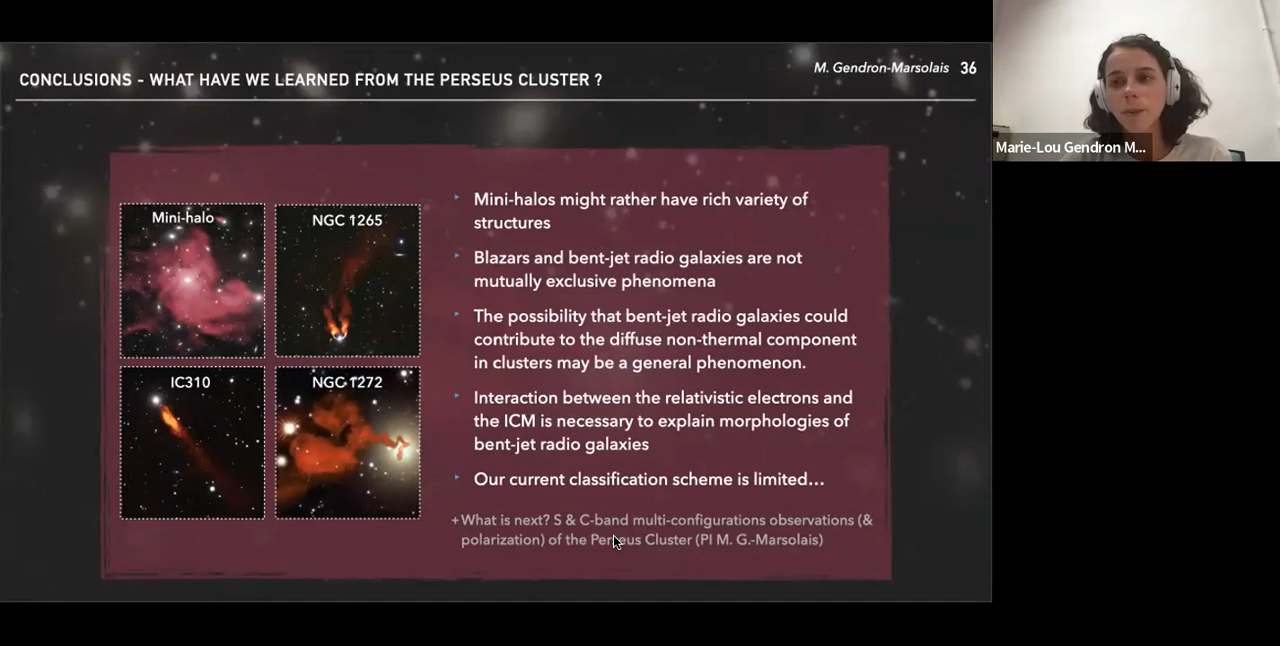 CONCLUSIONS - WHAT HAVE WE LEARNED FROM THE PERSEUS CLUSTER ?
M. Gendron-Marsolais 36
Mini-halo
NGC 1265
IC310
NGC 1272
Mini-halos might rather have rich variety of
structures
Blazars and bent-jet radio galaxies are not
mutually exclusive phenomena
The possibility that bent-jet radio galaxies could
contribute to the diffuse non-thermal component
in clusters may be a general phenomenon.
Interaction between the relativistic electrons and
the ICM is necessary to explain morphologies of
bent-jet radio galaxies
Our current classification scheme is limited...
+What is next? S & C-band multi-configurations observations (&
polarization) of the Perseus Cluster (PI M. G.-Marsolais)
Marie-Lou Gendron M...